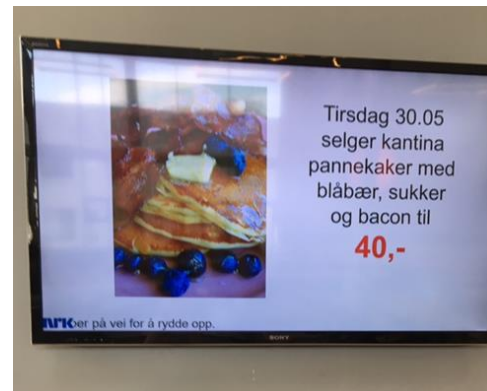 Tirsdag 30.05
selger kantina
pannekaker med
blåbær, sukker
og bacon til
40,-
NRK er på vei for å rydde opp.
SONY